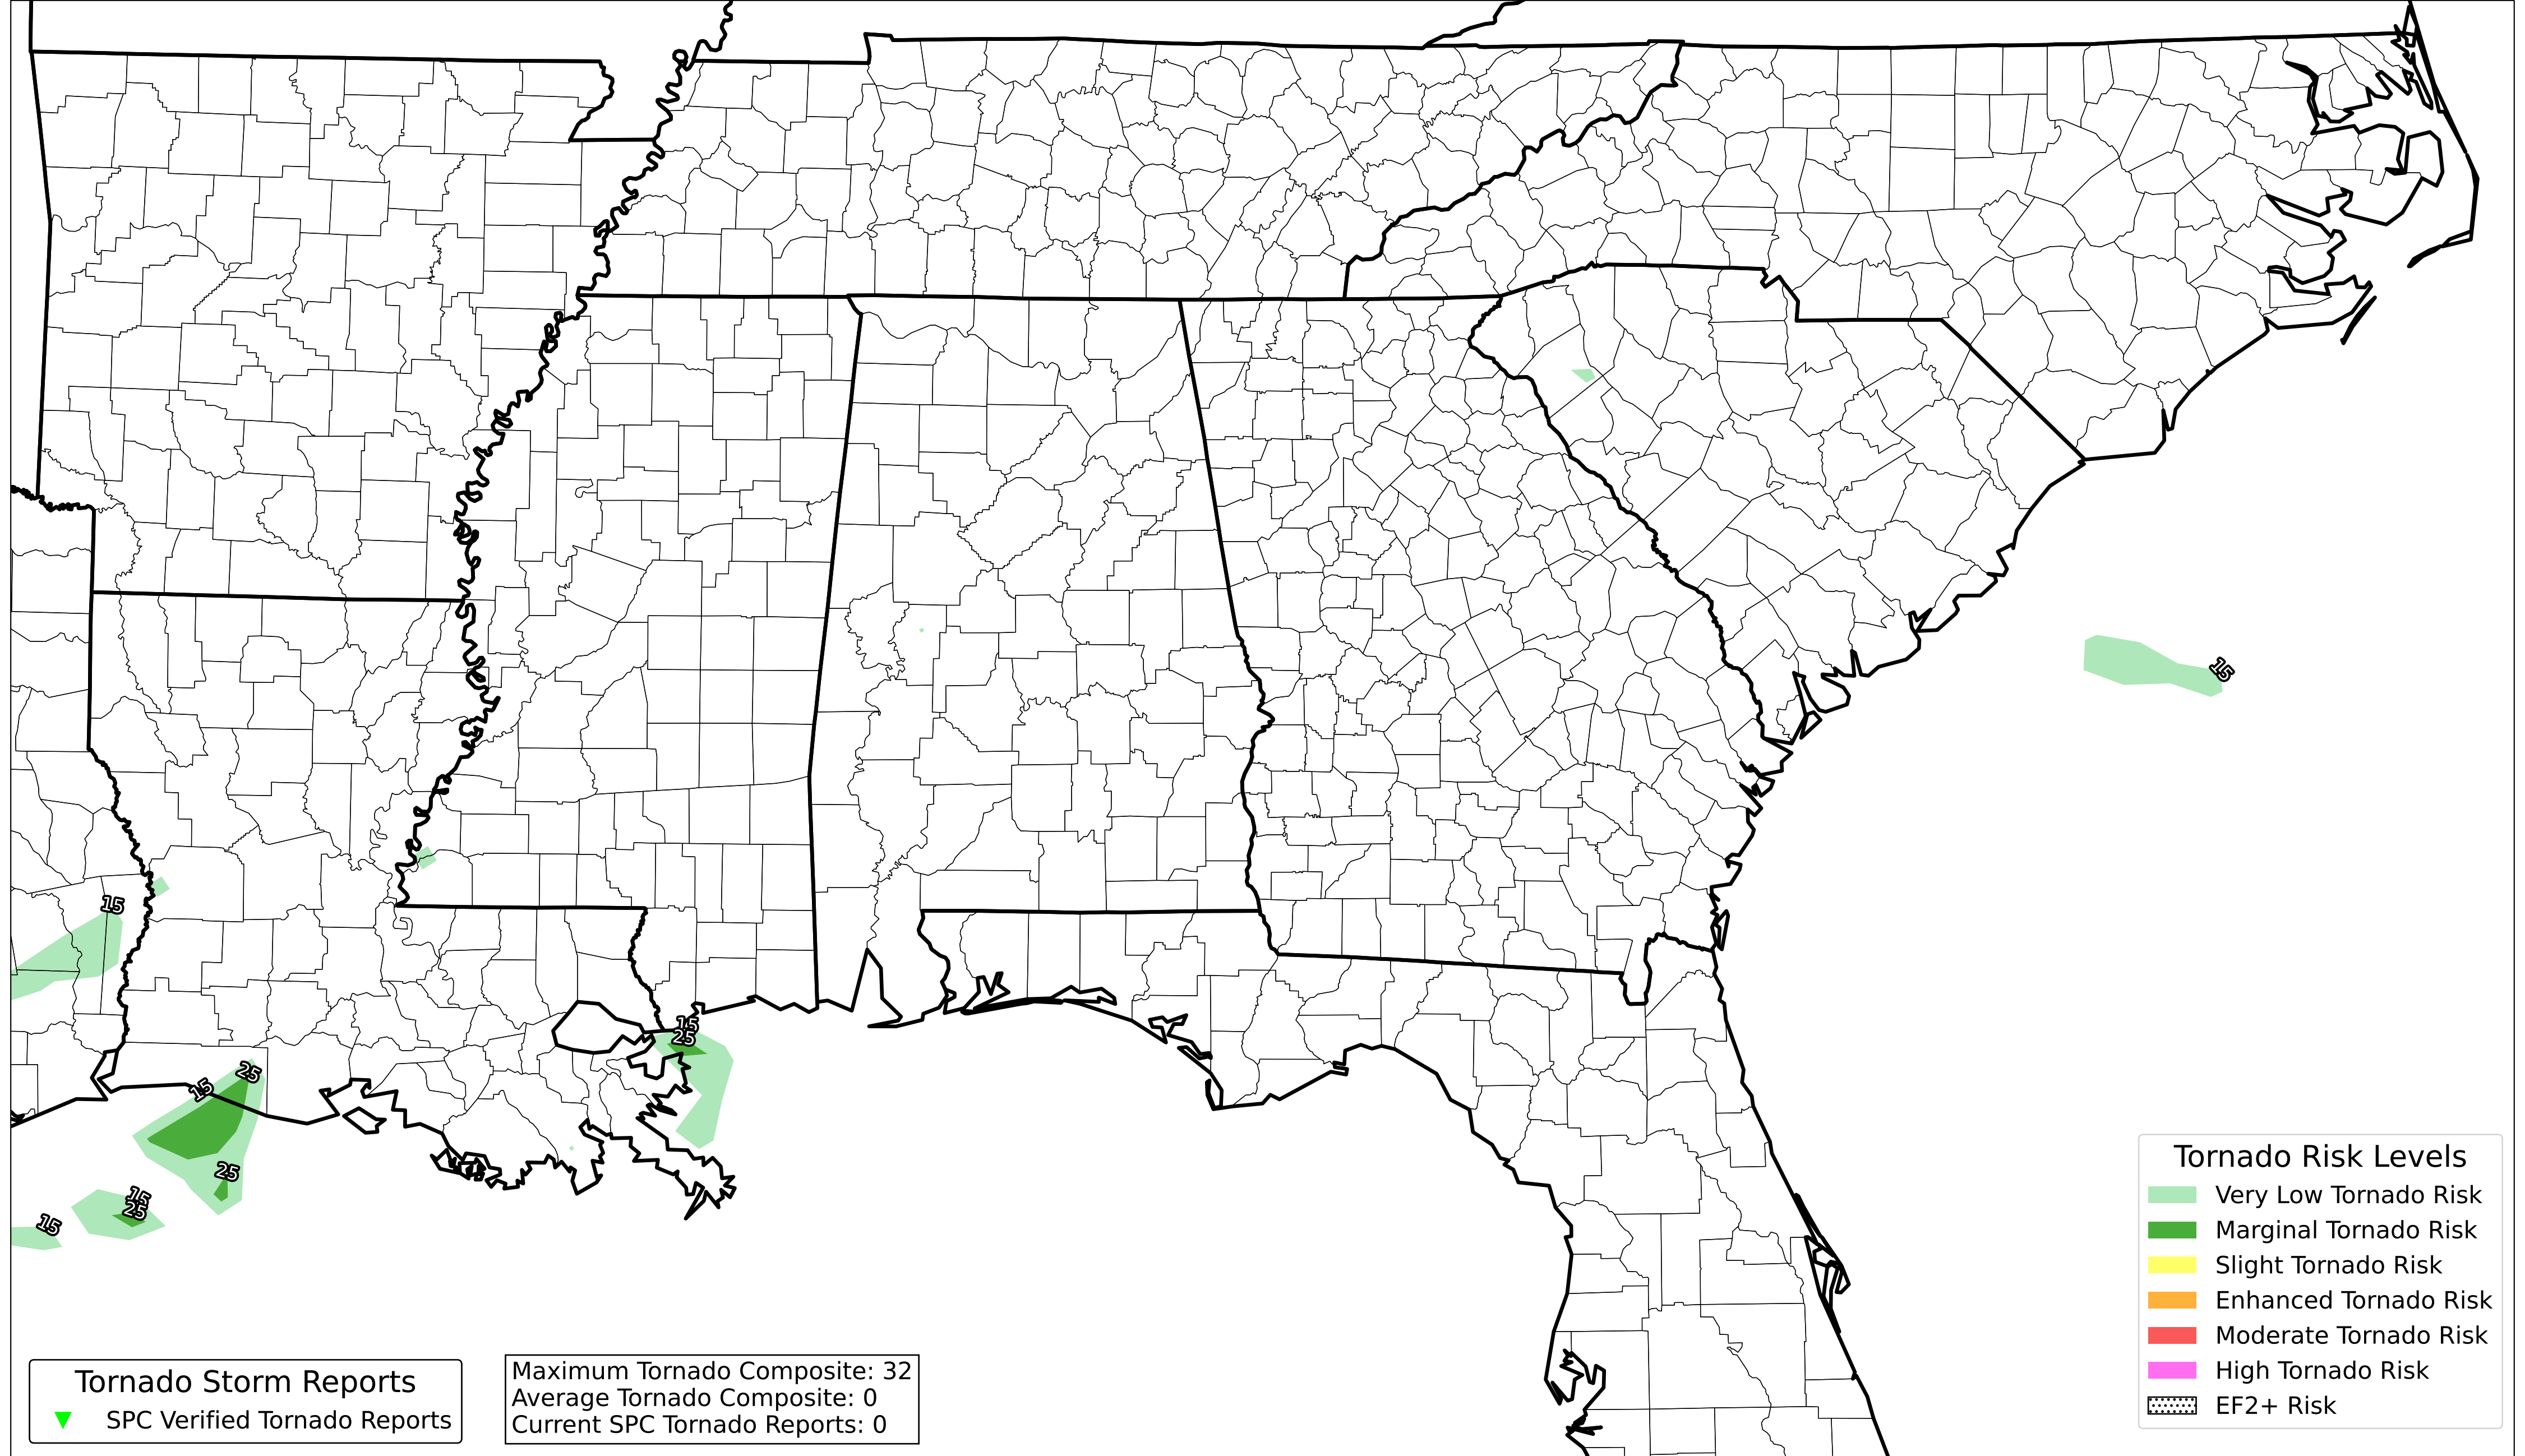 15
15
15
25
25
15
25
15
25
15
Tornado Risk Levels
Very Low Tornado Risk
Marginal Tornado Risk
Slight Tornado Risk
Enhanced Tornado Risk
Moderate Tornado Risk
High Tornado Risk
EF2+ Risk
Tornado Storm Reports
SPC Verified Tornado Reports
Maximum Tornado Composite: 32
Average Tornado Composite: 0
Current SPC Tornado Reports: 0